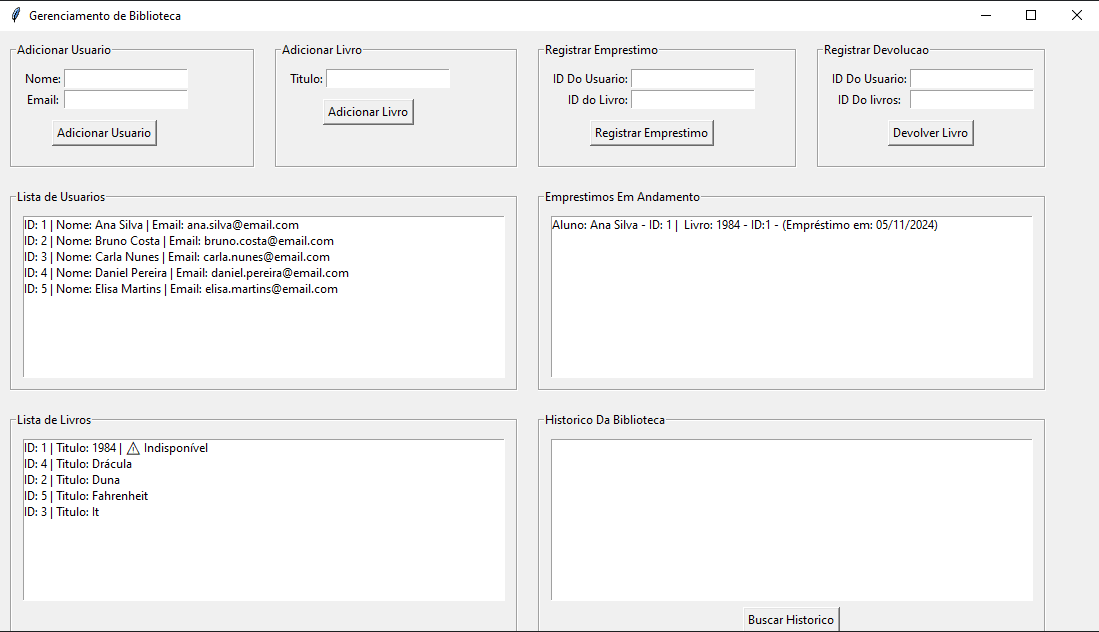 Gerenciamento de Biblioteca
Adicionar Usuario
Nome:
Email:
Adicionar Usuario
Adicionar Livro
Titulo:
Adicionar Livro
Registrar Emprestimo
ID Do Usuario:
ID do Livro:
Registrar Emprestimo
Registrar Devolucao
ID Do Usuario:
ID Do livros:
Devolver Livro
Lista de Usuarios
ID: 1 | Nome: Ana Silva | Email: ana.silva@email.com
ID: 2 | Nome: Bruno Costa | Email: bruno.costa@email.com
ID: 3 | Nome: Carla Nunes | Email: carla.nunes@email.com
ID: 4 | Nome: Daniel Pereira | Email: daniel.pereira@email.com
ID: 5 | Nome: Elisa Martins | Email: elisa.martins@email.com
Emprestimos Em Andamento
Aluno: Ana Silva - ID: 1 |  Livro: 1984 - ID:1 - (Empréstimo em: 05/11/2024)
Lista de Livros
ID: 1 | Titulo: 1984 | ⚠ Indisponível
ID: 4 | Titulo: Drácula
ID: 2 | Titulo: Duna
ID: 5 | Titulo: Fahrenheit
ID: 3 | Titulo: It
Historico Da Biblioteca
Buscar Historico